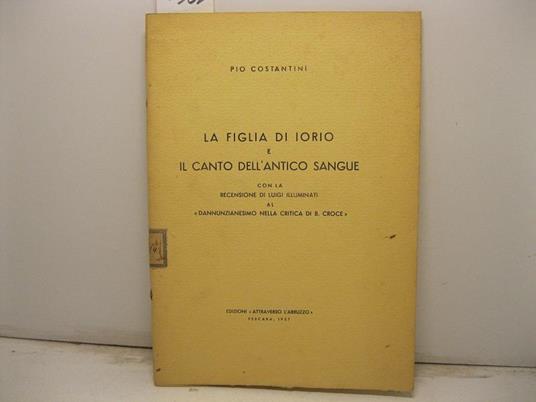 PIO COSTANTINI
LA FIGLIA DI IORIO
E
IL CANTO DELL'ANTICO SANGUE
CON LA
RECENSIONE DI LUIGI ILLUMINATI
AL
«DANNUNZIANESIMO NELLA CRITICA DI B. CROCE»
EDIZIONI «ATTRAVERSO L'ABRUZZO»
PESCARA, 1957